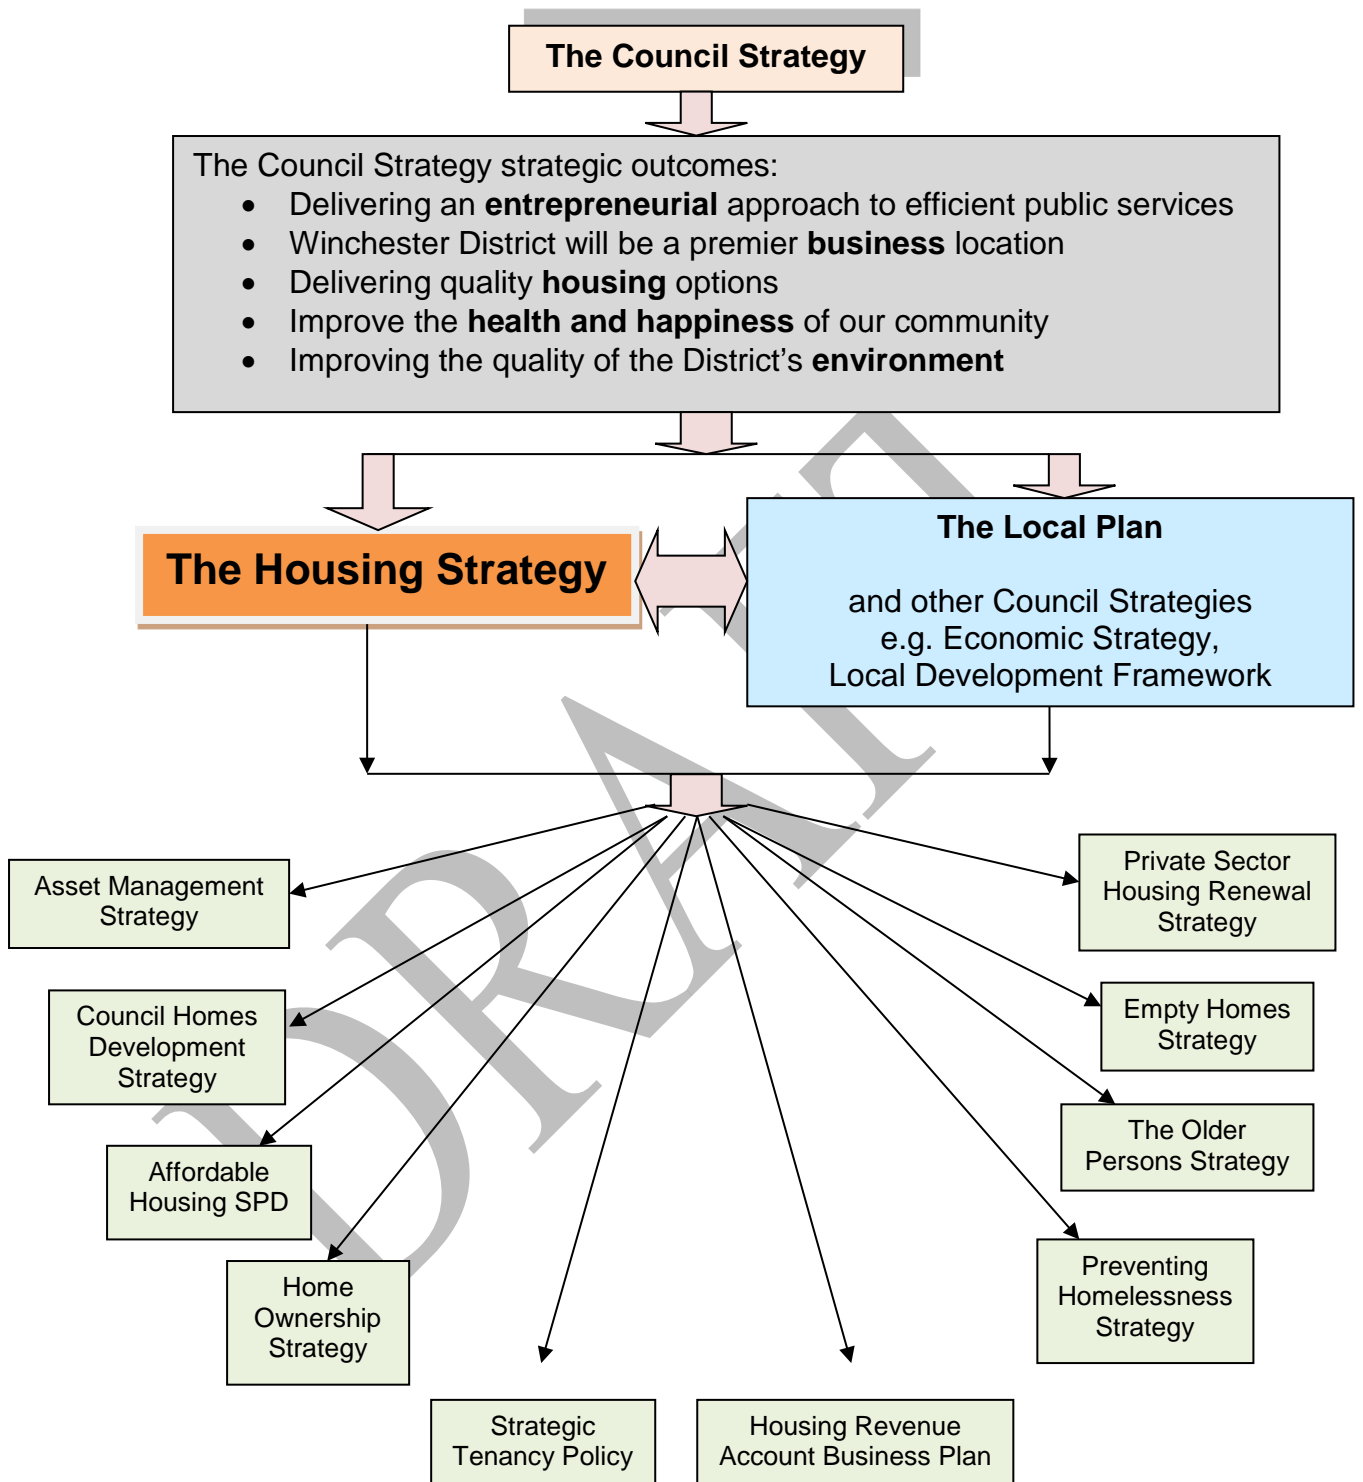 The Council Strategy
The Council Strategy strategic outcomes:
• Delivering an entrepreneurial approach to efficient public services
• Winchester District will be a premier business location
• Delivering quality housing options
• Improve the health and happiness of our community
• Improving the quality of the District’s environment
The Housing Strategy
The Local Plan
and other Council Strategies
e.g. Economic Strategy,
Local Development Framework
DRAFT
Asset Management
Strategy
Council Homes
Development
Strategy
Affordable
Housing SPD
Home
Ownership
Strategy
Strategic
Tenancy Policy
Housing Revenue
Account Business Plan
Preventing
Homelessness
Strategy
The Older
Persons Strategy
Empty Homes
Strategy
Private Sector
Housing Renewal
Strategy